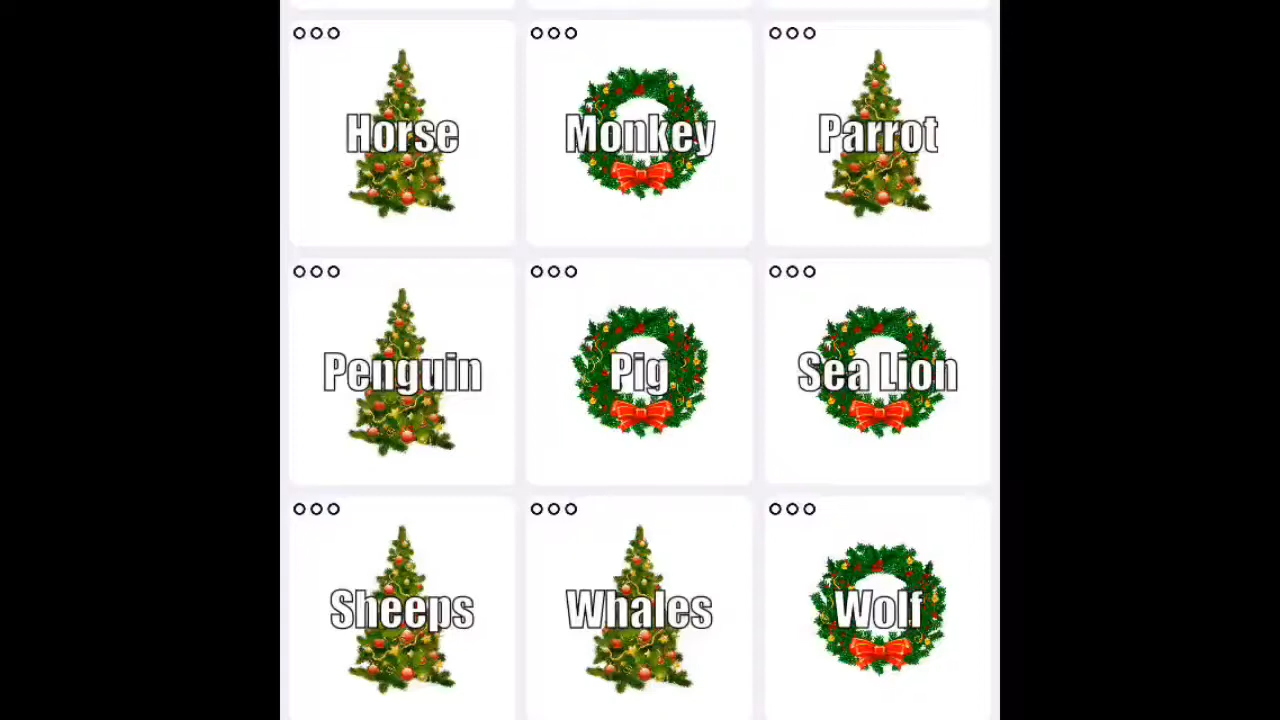 Horse
Monkey
Parrot
Penguin
Pig
Sea Lion
Sheeps
Whales
Wolf